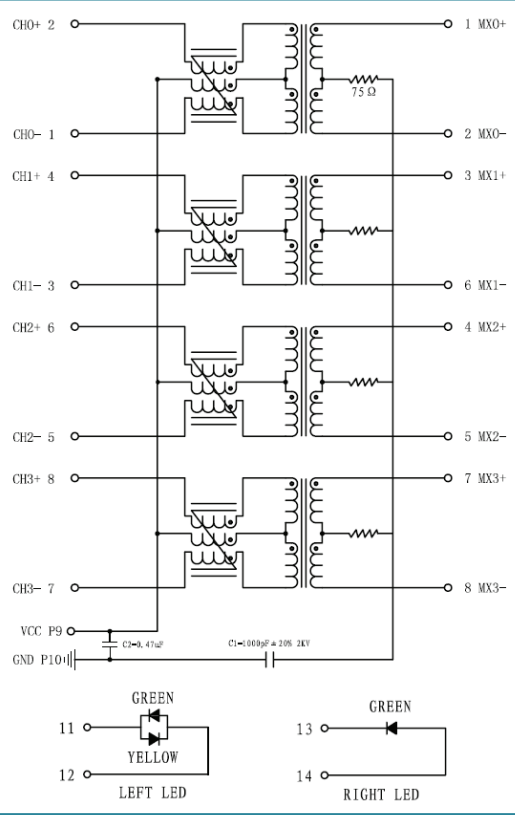 CH0+ 2
1 MX0+
75Ω
CH0- 1
2 MX0-
CH1+ 4
3 MX1+
CH1- 3
6 MX1-
CH2+ 6
4 MX2+
CH2- 5
5 MX2-
CH3+ 8
7 MX3+
CH3- 7
8 MX3-
VCC P9
C2=0.47uF
C1=1000pF±20% 2KV
GND P10
GREEN
GREEN
11
13
YELLOW
12
14
LEFT LED
RIGHT LED